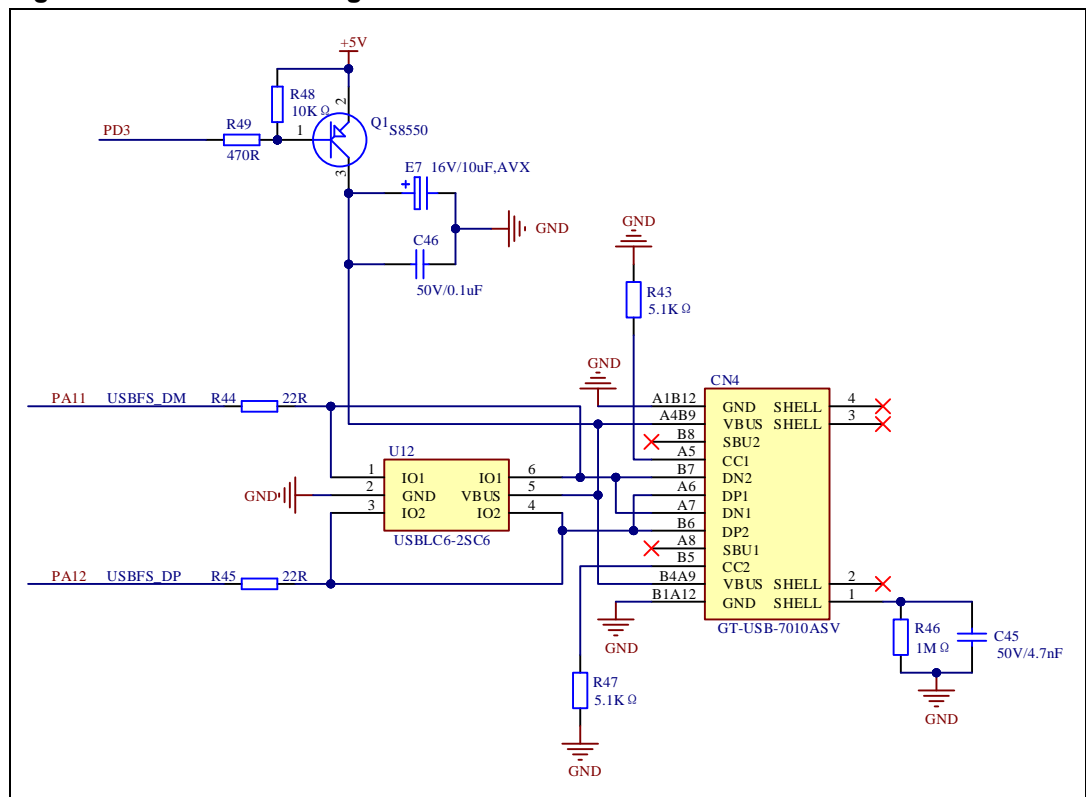 +5V
R48
10KΩ
2
Q1
S8550
R49
1
PD3
470R
3
E7 16V/10uF,AVX
+
GND
GND
C46
50V/0.1uF
R43
5.1KΩ
GND
CN4
PA11 USBFS_DM R44 22R
A1B12 GND SHELL 4
A4B9 VBUS SHELL 3
B8 SBU2
A5 CC1
B7 DN2
A6 DP1
A7 DN1
B6 DP2
A8 SBU1
B5 CC2
B4A9 VBUS SHELL 2
B1A12 GND SHELL 1
GT-USB-7010ASV
U12
1 IO1 IO1 6
GND 2 GND VBUS 5
3 IO2 IO2 4
USBLC6-2SC6
PA12 USBFS_DP R45 22R
GND
R46
1MΩ
C45
50V/4.7nF
GND
R47
5.1KΩ
GND